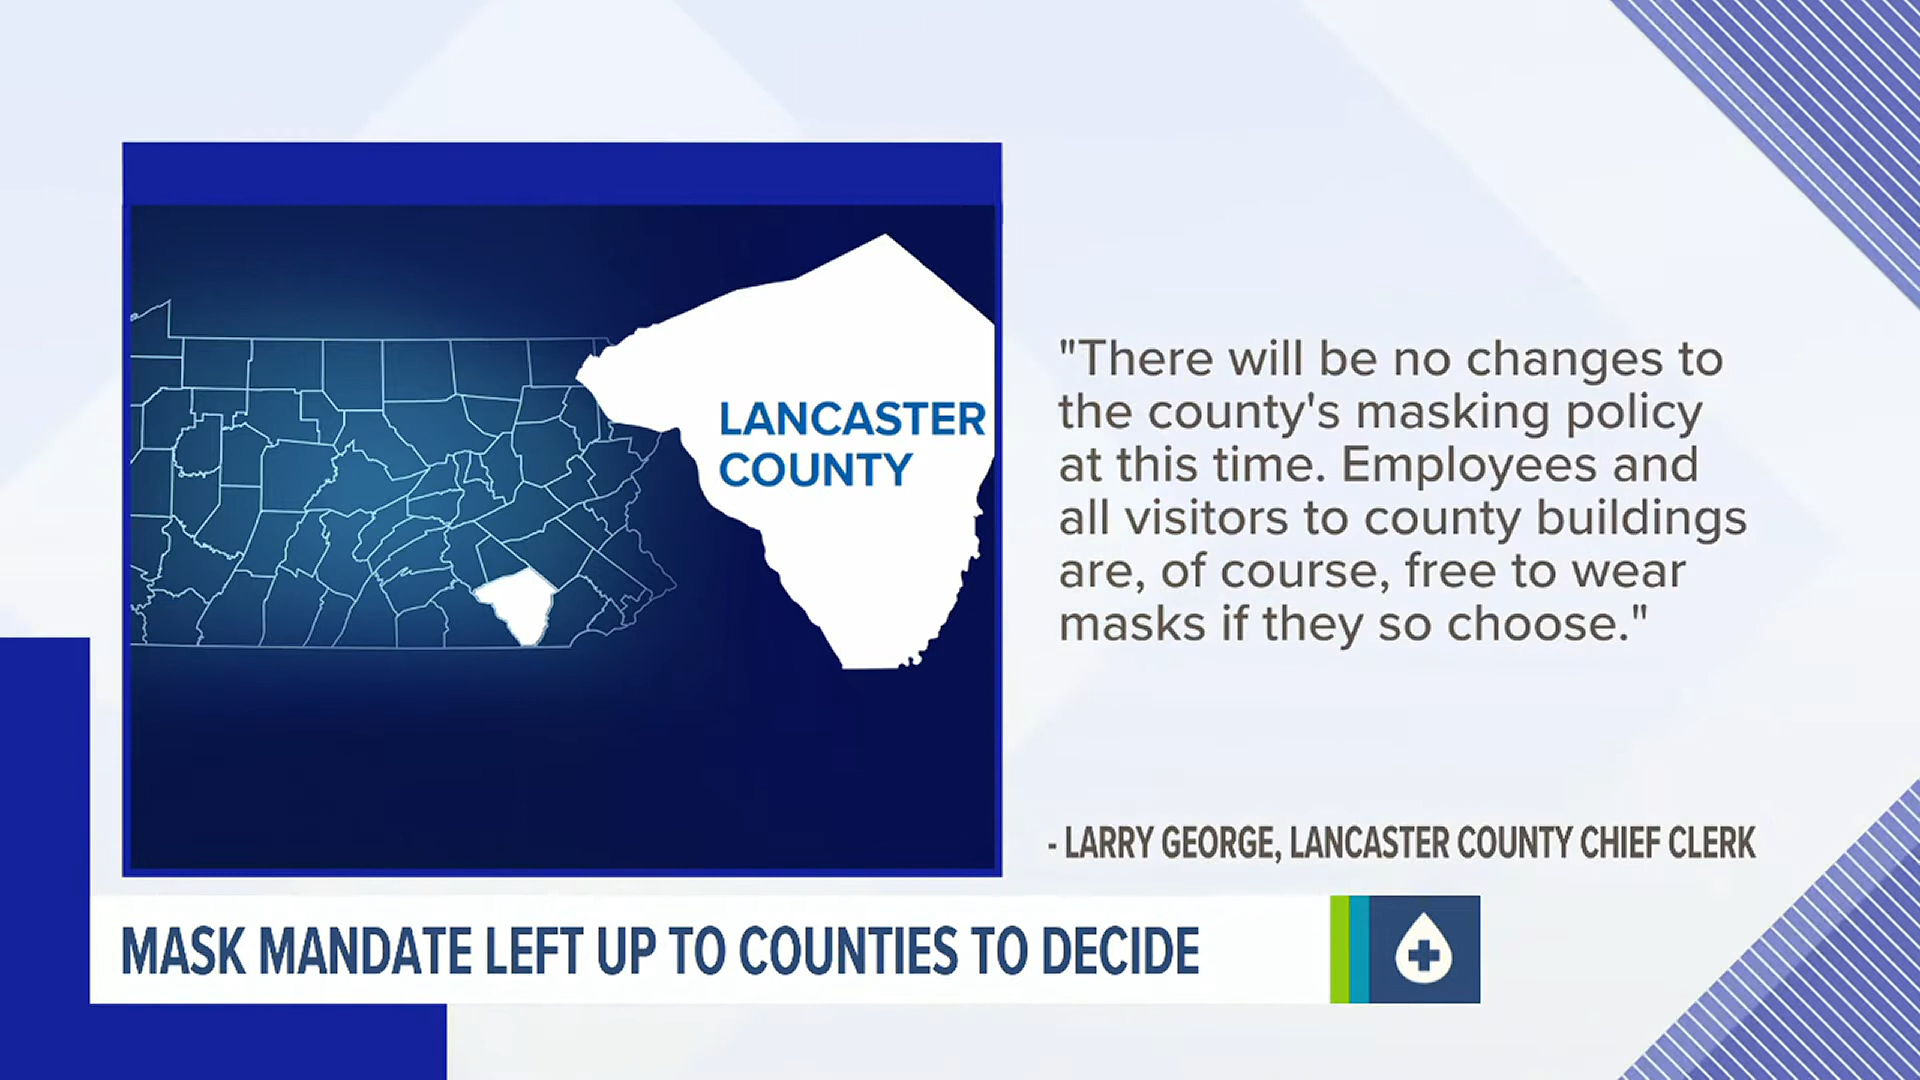 LANCASTER
COUNTY
"There will be no changes to
the county's masking policy
at this time. Employees and
all visitors to county buildings
are, of course, free to wear
masks if they so choose."
- LARRY GEORGE, LANCASTER COUNTY CHIEF CLERK
MASK MANDATE LEFT UP TO COUNTIES TO DECIDE